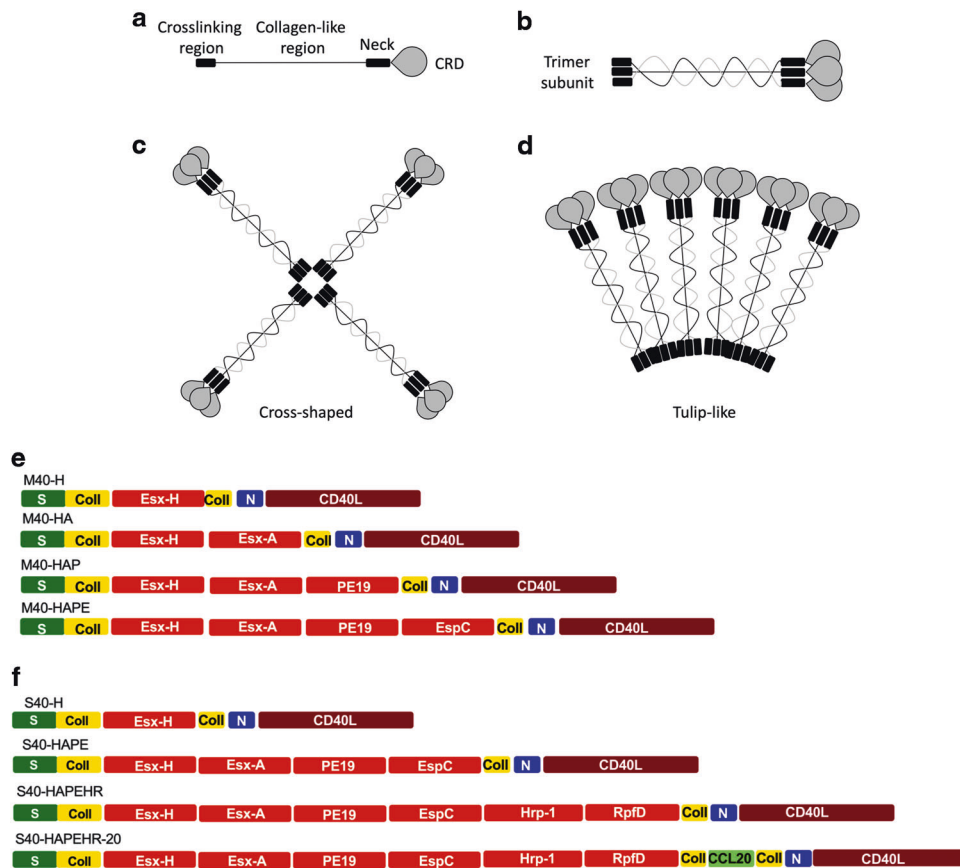 a
Crosslinking region
Collagen-like region
Neck
CRD
b
Trimer subunit
c
Cross-shaped
d
Tulip-like
e
M40-H
S Coll Esx-H Coll N CD40L
M40-HA
S Coll Esx-H Esx-A Coll N CD40L
M40-HAP
S Coll Esx-H Esx-A PE19 Coll N CD40L
M40-HAPE
S Coll Esx-H Esx-A PE19 EspC Coll N CD40L
f
S40-H
S Coll Esx-H Coll N CD40L
S40-HAPE
S Coll Esx-H Esx-A PE19 EspC Coll N CD40L
S40-HAPEHR
S Coll Esx-H Esx-A PE19 EspC Hrp-1 RpfD Coll N CD40L
S40-HAPEHR-20
S Coll Esx-H Esx-A PE19 EspC Hrp-1 RpfD Coll CCL20 Coll N CD40L